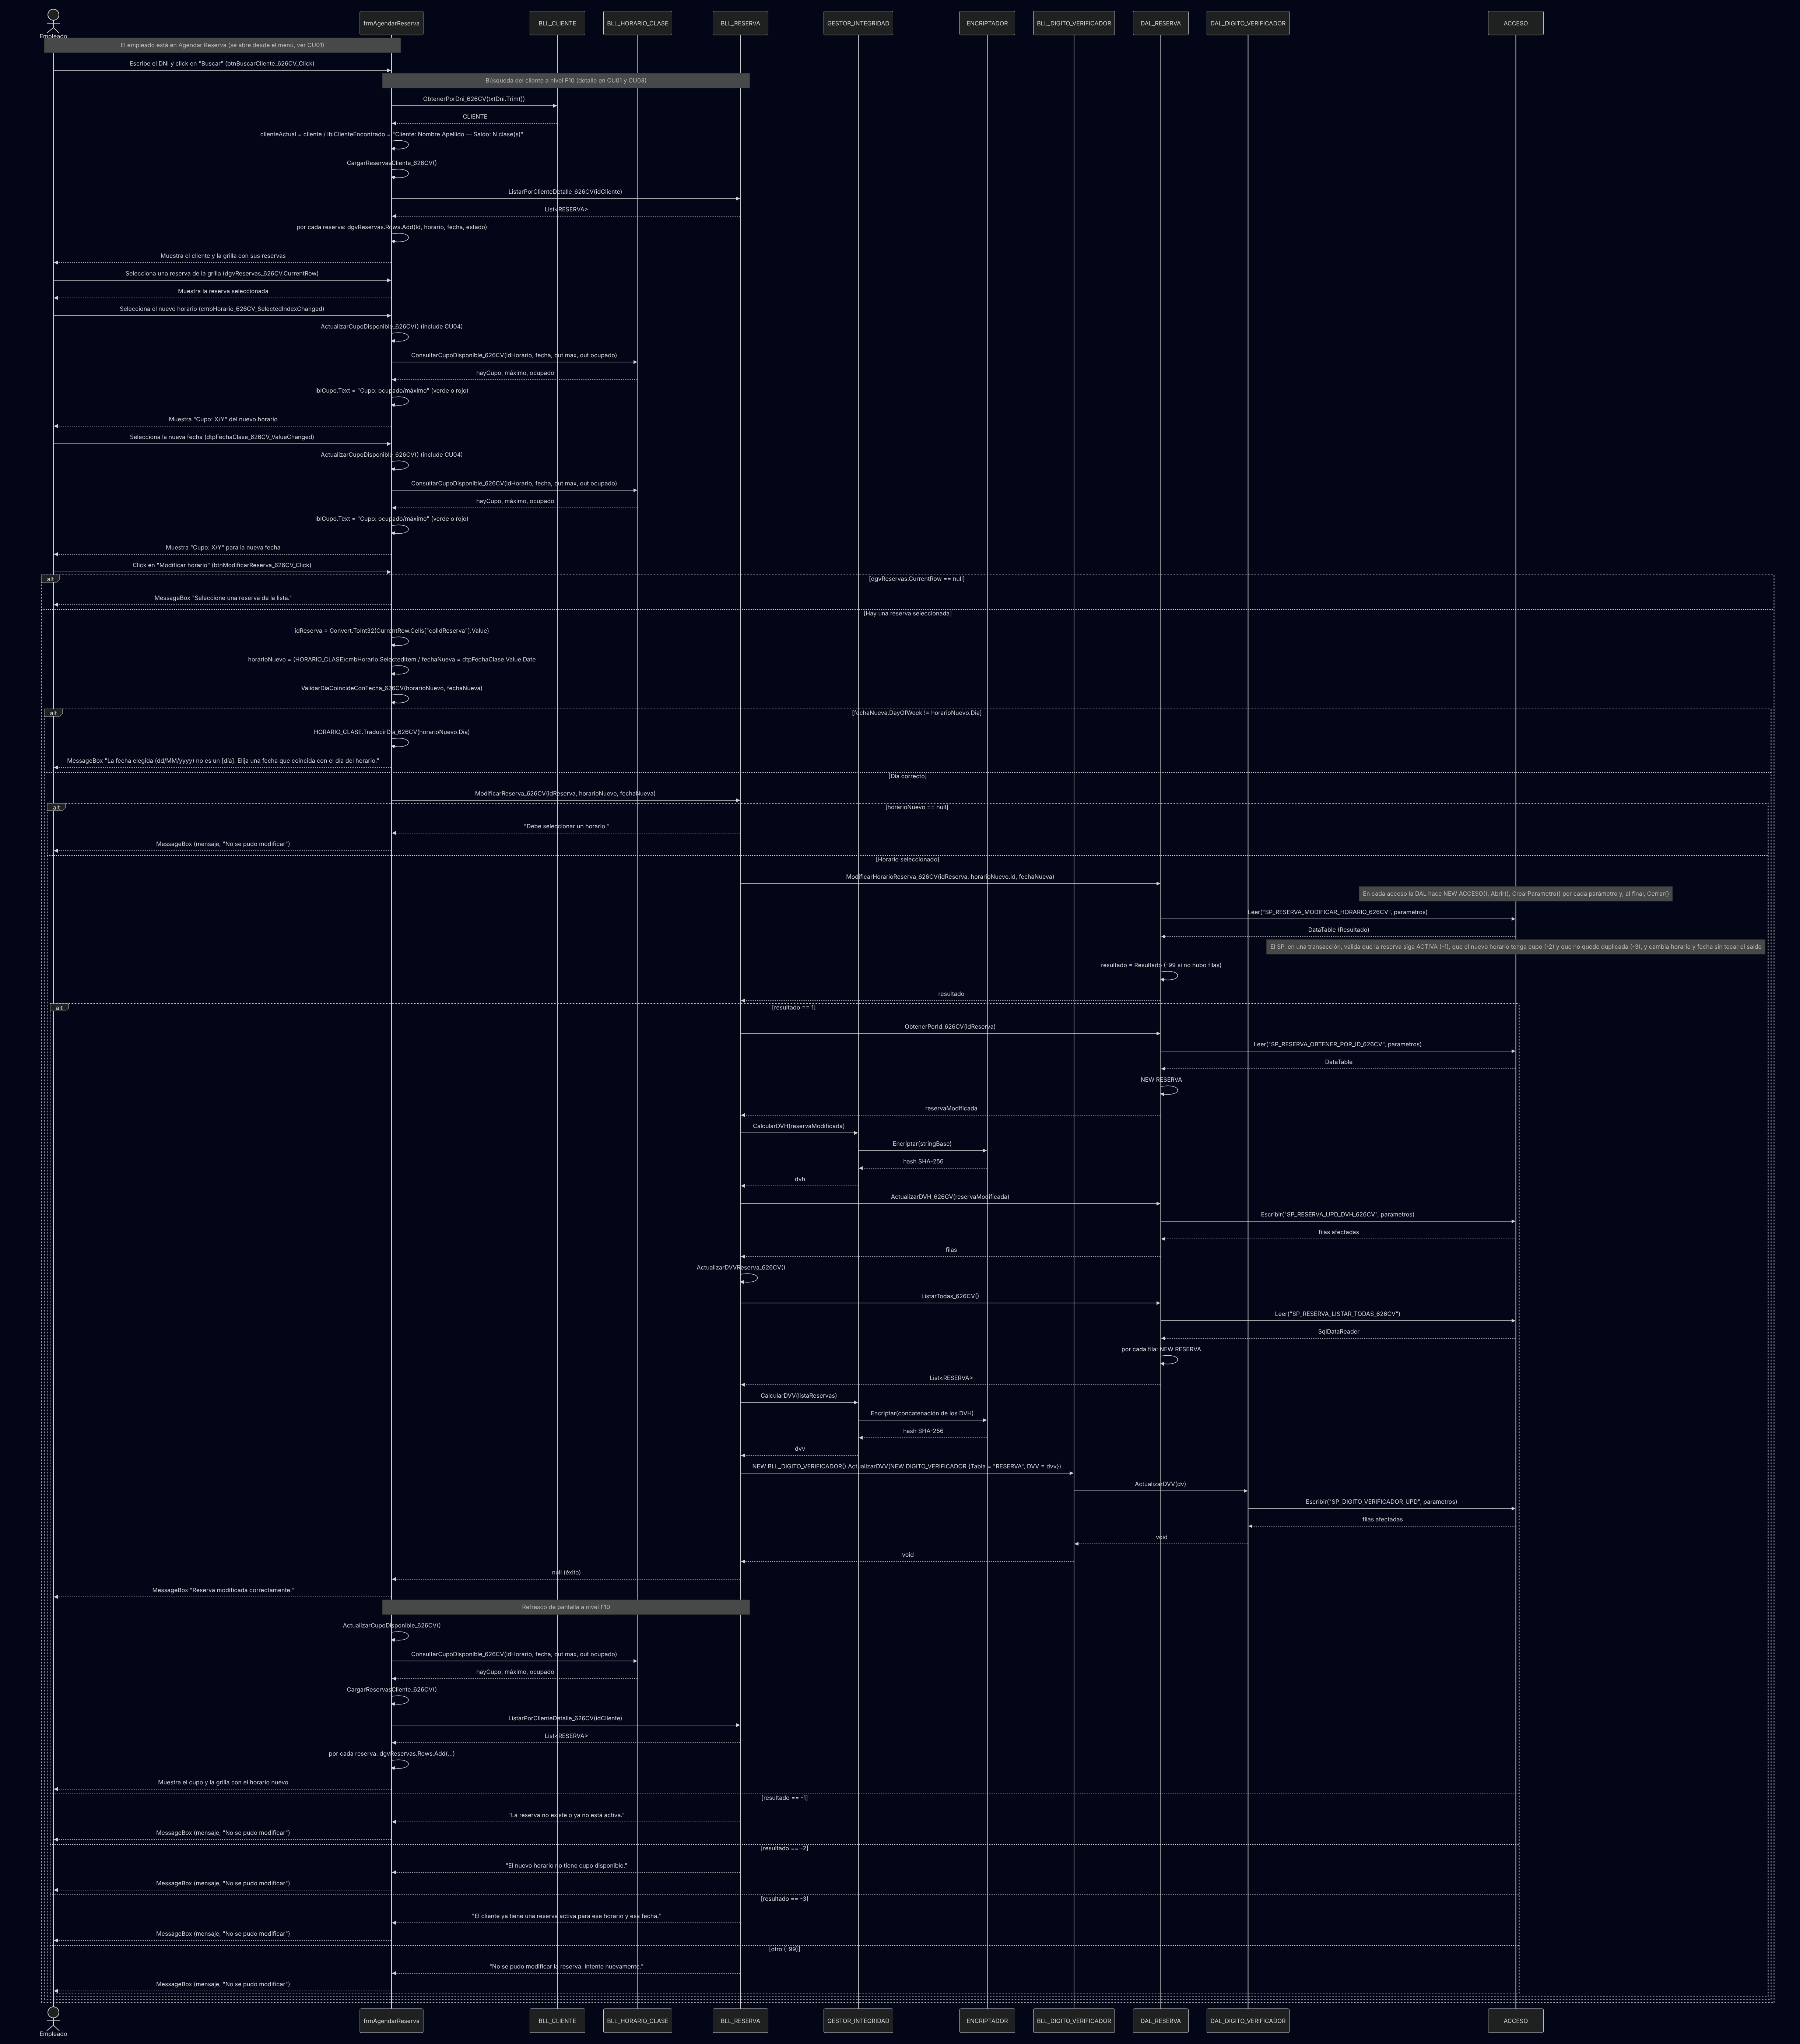 Empleado
frmAgendarReserva
BLL_CLIENTE
BLL_HORARIO_CLASE
BLL_RESERVA
GESTOR_INTEGRIDAD
ENCRIPTADOR
BLL_DIGITO_VERIFICADOR
DAL_RESERVA
DAL_DIGITO_VERIFICADOR
ACCESO
El empleado está en Agendar Reserva (se abre desde el menú, ver CU01)
Escribe el DNI y click en "Buscar" (btnBuscarCliente_626CV_Click)
Búsqueda del cliente a nivel F10 (detalle en CU01 y CU03)
ObtenerPorDni_626CV(txtDni.Trim())
CLIENTE
clienteActual = cliente / lblClienteEncontrado = "Cliente: Nombre Apellido — Saldo: N clase(s)"
CargarReservasCliente_626CV()
ListarPorClienteDetalle_626CV(idCliente)
List<RESERVA>
por cada reserva: dgvReservas.Rows.Add(Id, horario, fecha, estado)
Muestra el cliente y la grilla con sus reservas
Selecciona una reserva de la grilla (dgvReservas_626CV.CurrentRow)
Muestra la reserva seleccionada
Selecciona el nuevo horario (cmbHorario_626CV_SelectedIndexChanged)
ActualizarCupoDisponible_626CV() (include CU04)
ConsultarCupoDisponible_626CV(idHorario, fecha, out max, out ocupado)
hayCupo, máximo, ocupado
lblCupo.Text = "Cupo: ocupado/máximo" (verde o rojo)
Muestra "Cupo: X/Y" del nuevo horario
Selecciona la nueva fecha (dtpFechaClase_626CV_ValueChanged)
ActualizarCupoDisponible_626CV() (include CU04)
ConsultarCupoDisponible_626CV(idHorario, fecha, out max, out ocupado)
hayCupo, máximo, ocupado
lblCupo.Text = "Cupo: ocupado/máximo" (verde o rojo)
Muestra "Cupo: X/Y" para la nueva fecha
Click en "Modificar horario" (btnModificarReserva_626CV_Click)
alt
[dgvReservas.CurrentRow == null]
MessageBox "Seleccione una reserva de la lista."
[Hay una reserva seleccionada]
idReserva = Convert.ToInt32(CurrentRow.Cells["colIdReserva"].Value)
horarioNuevo = (HORARIO_CLASE)cmbHorario.SelectedItem / fechaNueva = dtpFechaClase.Value.Date
ValidarDiaCoincideConFecha_626CV(horarioNuevo, fechaNueva)
alt
[fechaNueva.DayOfWeek != horarioNuevo.Dia]
HORARIO_CLASE.TraducirDia_626CV(horarioNuevo.Dia)
MessageBox "La fecha elegida (dd/MM/yyyy) no es un [día]. Elija una fecha que coincida con el día del horario."
[Día correcto]
ModificarReserva_626CV(idReserva, horarioNuevo, fechaNueva)
alt
[horarioNuevo == null]
"Debe seleccionar un horario."
MessageBox (mensaje, "No se pudo modificar")
[Horario seleccionado]
ModificarHorarioReserva_626CV(idReserva, horarioNuevo.Id, fechaNueva)
En cada acceso la DAL hace NEW ACCESO(), Abrir(), CrearParametro() por cada parámetro y, al final, Cerrar()
Leer("SP_RESERVA_MODIFICAR_HORARIO_626CV", parametros)
DataTable (Resultado)
El SP, en una transacción, valida que la reserva siga ACTIVA (-1), que el nuevo horario tenga cupo (-2) y que no quede duplicada (-3), y cambia horario y fecha sin tocar el saldo
resultado = Resultado (-99 si no hubo filas)
resultado
alt
[resultado == 1]
ObtenerPorId_626CV(idReserva)
Leer("SP_RESERVA_OBTENER_POR_ID_626CV", parametros)
DataTable
NEW RESERVA
reservaModificada
CalcularDVH(reservaModificada)
Encriptar(stringBase)
hash SHA-256
dvh
ActualizarDVH_626CV(reservaModificada)
Escribir("SP_RESERVA_UPD_DVH_626CV", parametros)
filas afectadas
filas
ActualizarDVVReserva_626CV()
ListarTodas_626CV()
Leer("SP_RESERVA_LISTAR_TODAS_626CV")
SqlDataReader
por cada fila: NEW RESERVA
List<RESERVA>
CalcularDVV(listaReservas)
Encriptar(concatenación de los DVH)
hash SHA-256
dvv
NEW BLL_DIGITO_VERIFICADOR().ActualizarDVV(NEW DIGITO_VERIFICADOR {Tabla = "RESERVA", DVV = dvv})
ActualizarDVV(dv)
Escribir("SP_DIGITO_VERIFICADOR_UPD", parametros)
filas afectadas
void
void
null (éxito)
MessageBox "Reserva modificada correctamente."
Refresco de pantalla a nivel F10
ActualizarCupoDisponible_626CV()
ConsultarCupoDisponible_626CV(idHorario, fecha, out max, out ocupado)
hayCupo, máximo, ocupado
CargarReservasCliente_626CV()
ListarPorClienteDetalle_626CV(idCliente)
List<RESERVA>
por cada reserva: dgvReservas.Rows.Add(...)
Muestra el cupo y la grilla con el horario nuevo
[resultado == -1]
"La reserva no existe o ya no está activa."
MessageBox (mensaje, "No se pudo modificar")
[resultado == -2]
"El nuevo horario no tiene cupo disponible."
MessageBox (mensaje, "No se pudo modificar")
[resultado == -3]
"El cliente ya tiene una reserva activa para ese horario y esa fecha."
MessageBox (mensaje, "No se pudo modificar")
[otro (-99)]
"No se pudo modificar la reserva. Intente nuevamente."
MessageBox (mensaje, "No se pudo modificar")
Empleado
frmAgendarReserva
BLL_CLIENTE
BLL_HORARIO_CLASE
BLL_RESERVA
GESTOR_INTEGRIDAD
ENCRIPTADOR
BLL_DIGITO_VERIFICADOR
DAL_RESERVA
DAL_DIGITO_VERIFICADOR
ACCESO